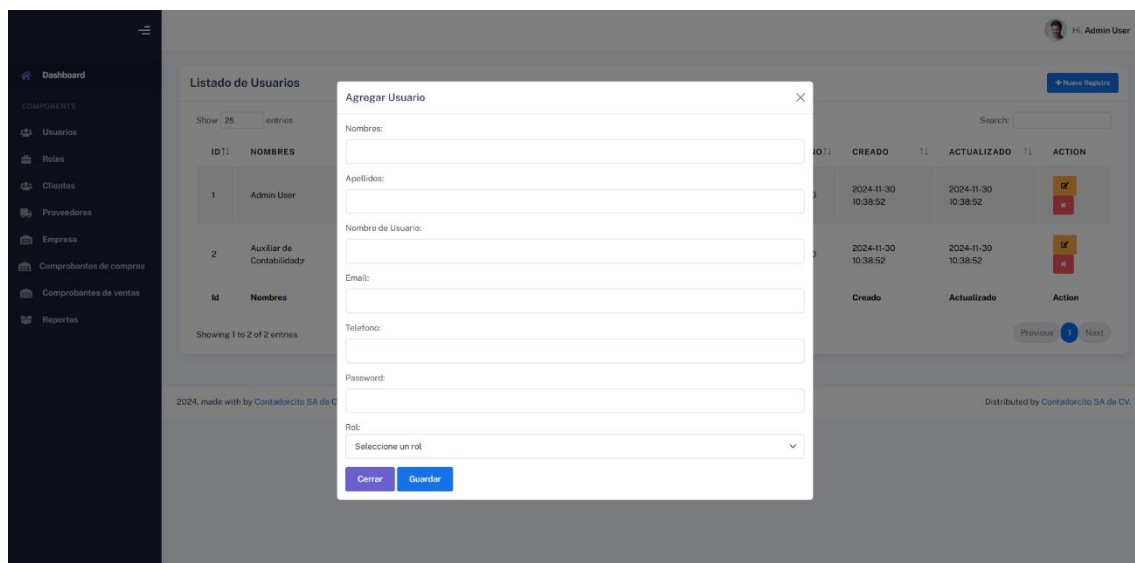 Hi, Admin User
Dashboard
COMPONENTS
Usuarios
Roles
Clientes
Proveedores
Empresa
Comprobantes de compras
Comprobantes de ventas
Reportes
Listado de Usuarios
+ Nuevo Registro
Show 25 entries
Search:
ID NOMBRES NO CREADO ACTUALIZADO ACTION
1 Admin User 2024-11-30 10:38:52 2024-11-30 10:38:52
2 Auxiliar de Contabilidad;r 2024-11-30 10:38:52 2024-11-30 10:38:52
Id Nombres Creado Actualizado Action
Showing 1 to 2 of 2 entries
Previous 1 Next
2024, made with by Contadorcito SA de C
Distributed by Contadorcito SA de CV.
Agregar Usuario
Nombres:
Apellidos:
Nombre de Usuario:
Email:
Telefono:
Password:
Rol:
Seleccione un rol
Cerrar Guardar